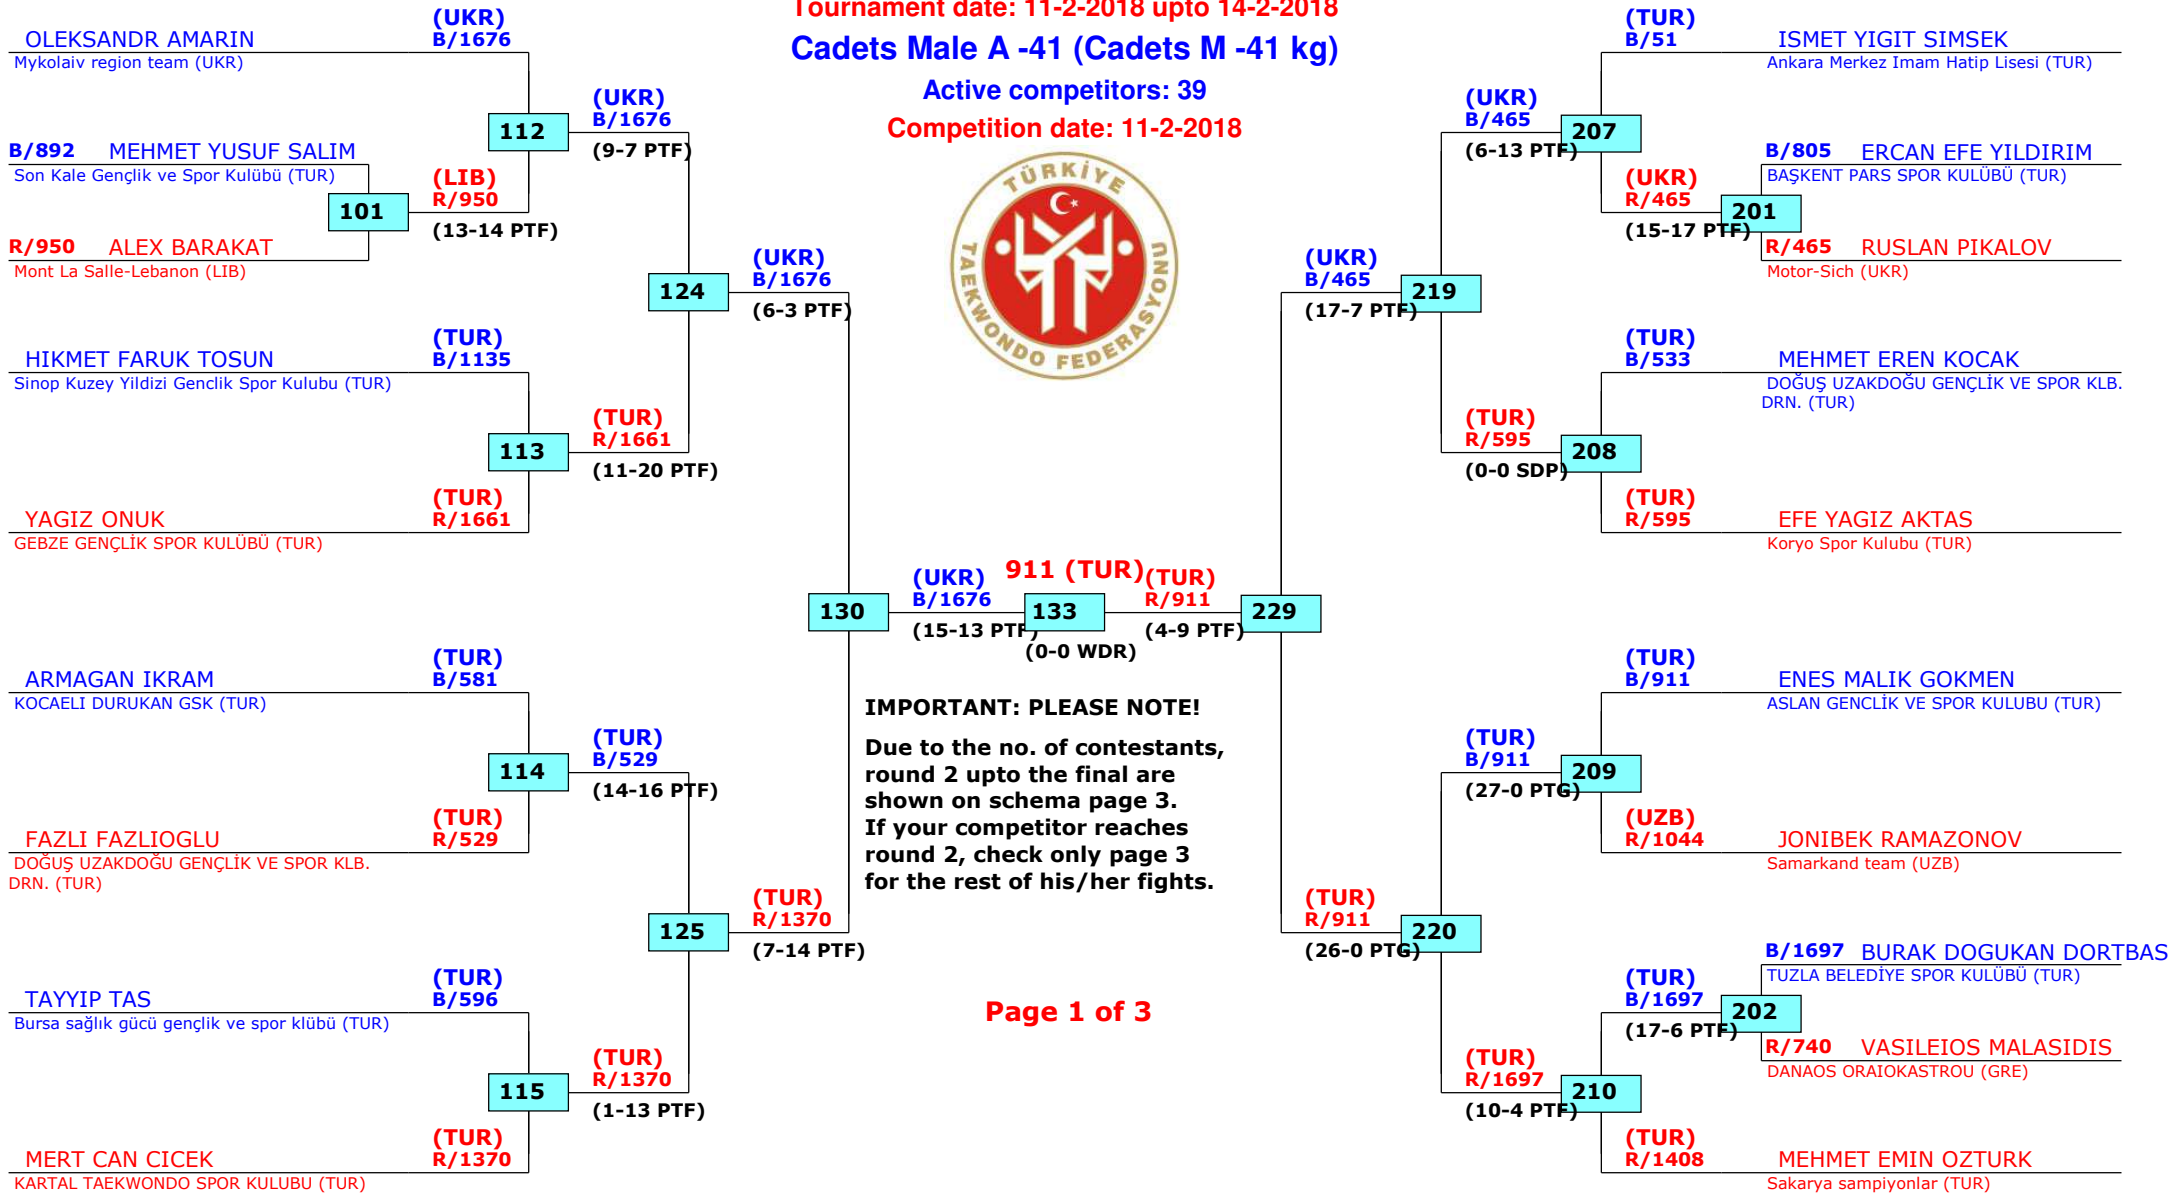 Tournament date: 11-2-2018 upto 14-2-2018
Cadets Male A -41 (Cadets M -41 kg)
Active competitors: 39
Competition date: 11-2-2018
TÜRKİYE
TAEKWONDO FEDERASYONU
OLEKSANDR AMARIN
(UKR)
B/1676
Mykolaiv region team (UKR)
112
(UKR)
B/1676
(9-7 PTF)
B/892 MEHMET YUSUF SALIM
Son Kale Gençlik ve Spor Kulübü (TUR)
101
(LIB)
R/950
(13-14 PTF)
R/950 ALEX BARAKAT
Mont La Salle-Lebanon (LIB)
124
(UKR)
B/1676
(6-3 PTF)
HIKMET FARUK TOSUN
(TUR)
B/1135
Sinop Kuzey Yildizi Genclik Spor Kulubu (TUR)
113
(TUR)
R/1661
(11-20 PTF)
YAGIZ ONUK
(TUR)
R/1661
GEBZE GENÇLİK SPOR KULÜBÜ (TUR)
130
(UKR)
B/1676
(15-13 PTF)
911 (TUR)
133
(0-0 WDR)
(TUR)
R/911
(4-9 PTF)
229
ARMAGAN IKRAM
(TUR)
B/581
KOCAELI DURUKAN GSK (TUR)
114
(TUR)
B/529
(14-16 PTF)
FAZLI FAZLIOGLU
(TUR)
R/529
DOĞUŞ UZAKDOĞU GENÇLİK VE SPOR KLB.
DRN. (TUR)
125
(TUR)
R/1370
(7-14 PTF)
TAYYIP TAS
(TUR)
B/596
Bursa sağlık gücü gençlik ve spor klübü (TUR)
115
(TUR)
R/1370
(1-13 PTF)
MERT CAN CICEK
(TUR)
R/1370
KARTAL TAEKWONDO SPOR KULUBU (TUR)
IMPORTANT: PLEASE NOTE!
Due to the no. of contestants,
round 2 upto the final are
shown on schema page 3.
If your competitor reaches
round 2, check only page 3
for the rest of his/her fights.
Page 1 of 3
(TUR)
B/51
ISMET YIGIT SIMSEK
Ankara Merkez Imam Hatip Lisesi (TUR)
(UKR)
B/465
207
(6-13 PTF)
B/805 ERCAN EFE YILDIRIM
BAŞKENT PARS SPOR KULÜBÜ (TUR)
(UKR)
R/465
201
(15-17 PTF)
R/465 RUSLAN PIKALOV
Motor-Sich (UKR)
(UKR)
B/465
219
(17-7 PTF)
(TUR)
B/533
MEHMET EREN KOCAK
DOĞUŞ UZAKDOĞU GENÇLİK VE SPOR KLB.
DRN. (TUR)
(TUR)
R/595
208
(0-0 SDP)
(TUR)
R/595
EFE YAGIZ AKTAS
Koryo Spor Kulubu (TUR)
(TUR)
B/911
ENES MALIK GOKMEN
ASLAN GENCLİK VE SPOR KULUBU (TUR)
(TUR)
B/911
209
(27-0 PTG)
(UZB)
R/1044
JONIBEK RAMAZONOV
Samarkand team (UZB)
(TUR)
R/911
220
(26-0 PTG)
B/1697 BURAK DOGUKAN DORTBAS
TUZLA BELEDİYE SPOR KULÜBÜ (TUR)
(TUR)
B/1697
202
(17-6 PTF)
R/740 VASILEIOS MALASIDIS
DANAOS ORAIOKASTROU (GRE)
(TUR)
R/1697
210
(10-4 PTF)
(TUR)
R/1408
MEHMET EMIN OZTURK
Sakarya sampiyonlar (TUR)